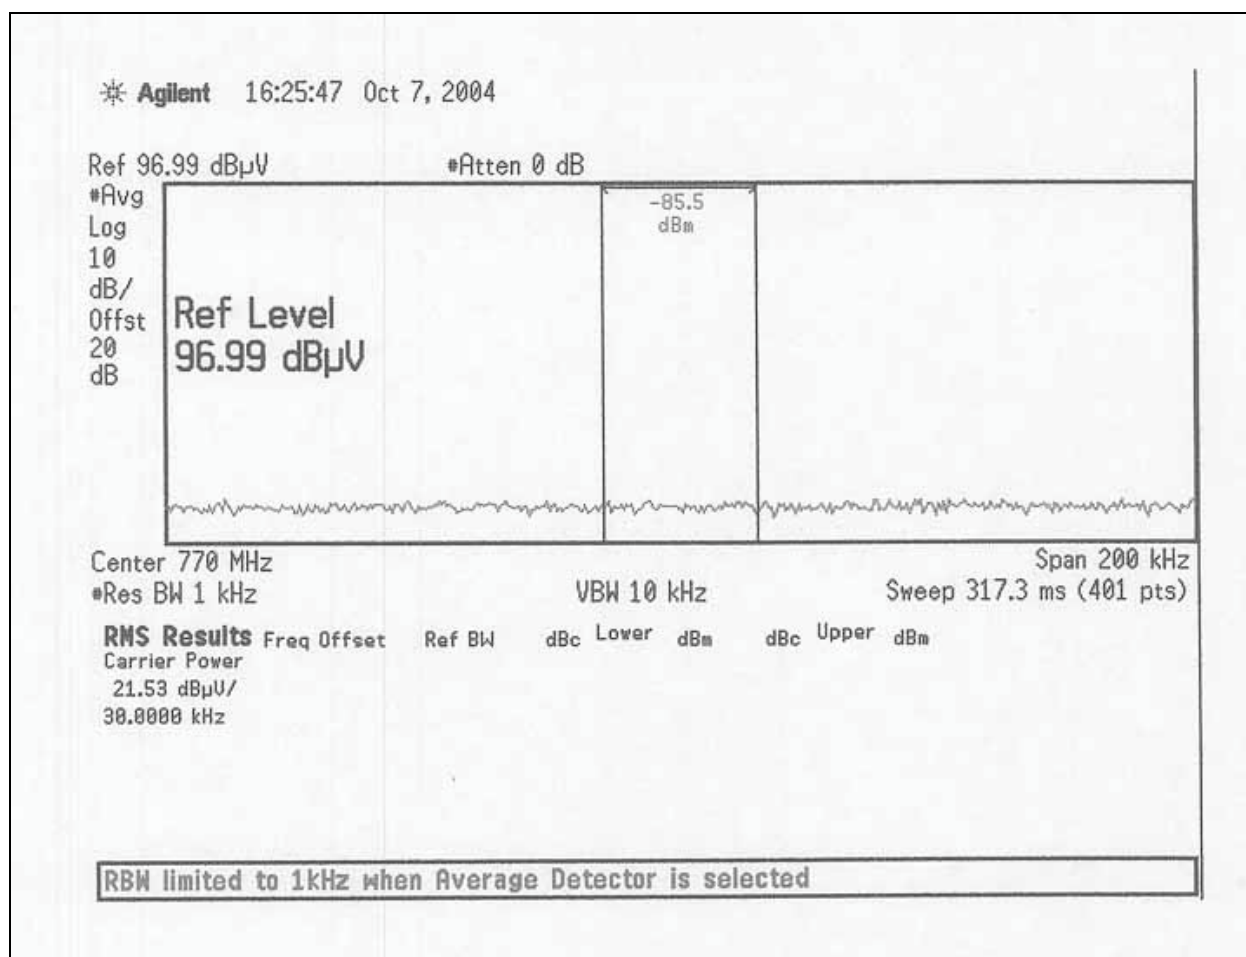 Agilent 16:25:47 Oct 7, 2004
Ref 96.99 dBµV #Atten 0 dB
#Avg
Log
10
dB/
Offst
20
dB
-85.5
dBm
Ref Level
96.99 dBµV
Center 770 MHz Span 200 kHz
#Res BW 1 kHz VBW 10 kHz Sweep 317.3 ms (401 pts)
RMS Results Freq Offset Ref BW dBc Lower dBm dBc Upper dBm
Carrier Power
21.53 dBµV/
30.0000 kHz
RBW limited to 1kHz when Average Detector is selected